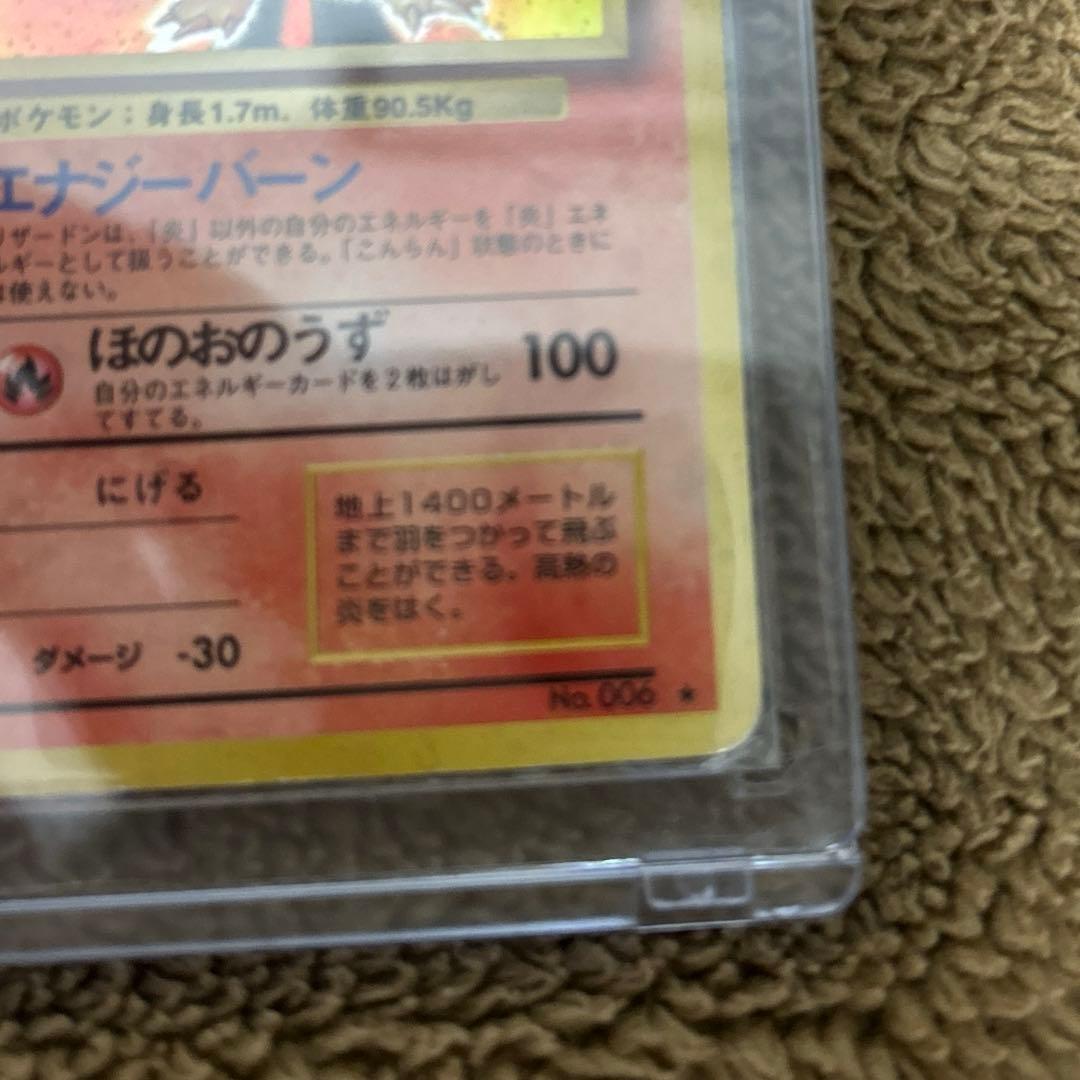 ポケモン：身長1.7m. 体重90.5Kg
エナジーバーン
リザードンは、「炎」以外の自分のエネルギーを「炎」エネ
ルギーとして扱うことができる。「こんらん」状態のときに
は使えない。
ほのおのうず 100
自分のエネルギーカードを2枚はがし
てすてる。
にげる
地上1400メートル
まで羽をつかって飛ぶ
ことができる。高熱の
炎をはく。
ダメージ -30
No.006 ★